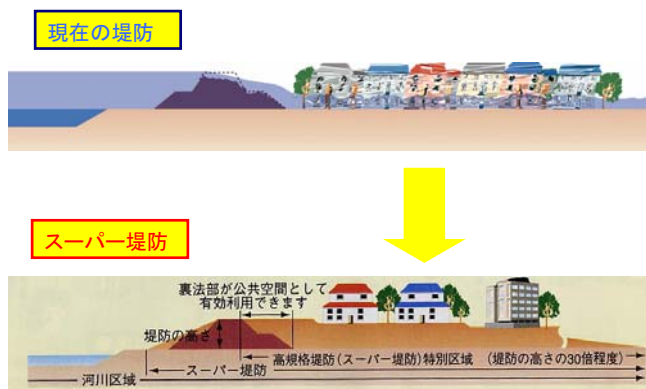 現在の堤防
スーパー堤防
裏法部が公共空間として
有効利用できます
堤防の高さ
高規格堤防(スーパー堤防)特別区域 (堤防の高さの30倍程度)
スーパー堤防
河川区域